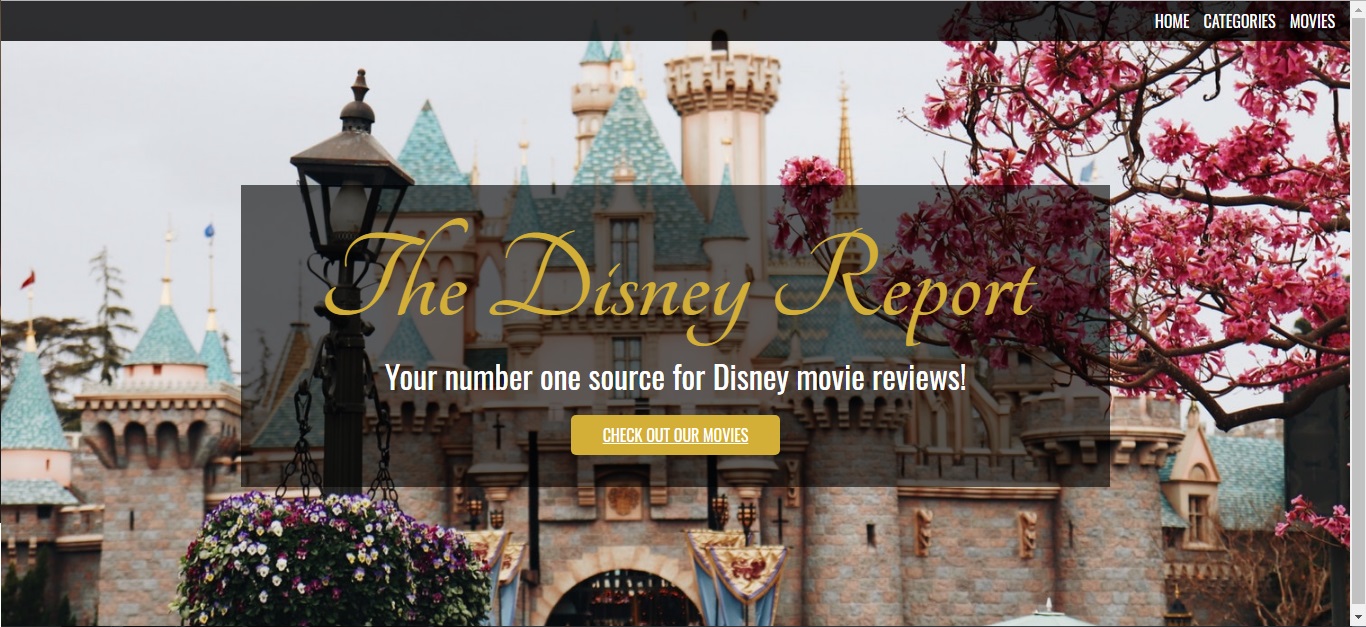 HOME CATEGORIES MOVIES
The Disney Report
Your number one source for Disney movie reviews!
CHECK OUT OUR MOVIES